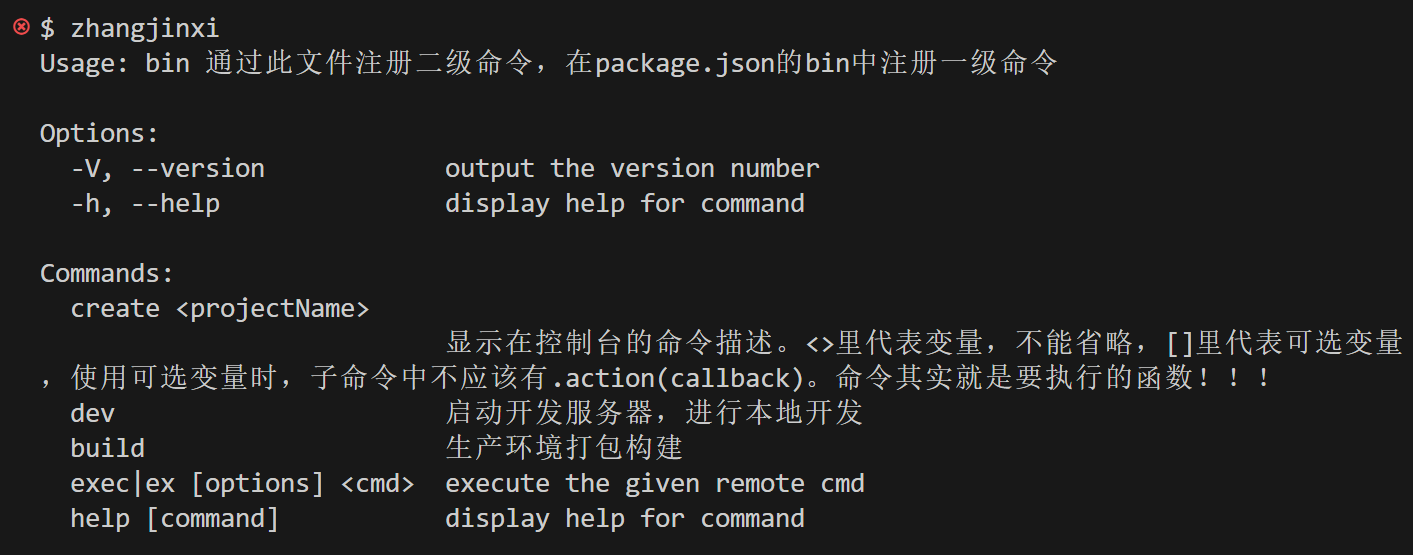 $ zhangjinxi
Usage: bin 通过此文件注册二级命令，在package.json的bin中注册一级命令
Options:
-V, --version output the version number
-h, --help display help for command
Commands:
create <projectName>
显示在控制台的命令描述。<>里代表变量，不能省略，[]里代表可选变量
，使用可选变量时，子命令中不应该有.action(callback)。命令其实就是要执行的函数！！！
dev 启动开发服务器，进行本地开发
build 生产环境打包构建
exec|ex [options] <cmd> execute the given remote cmd
help [command] display help for command